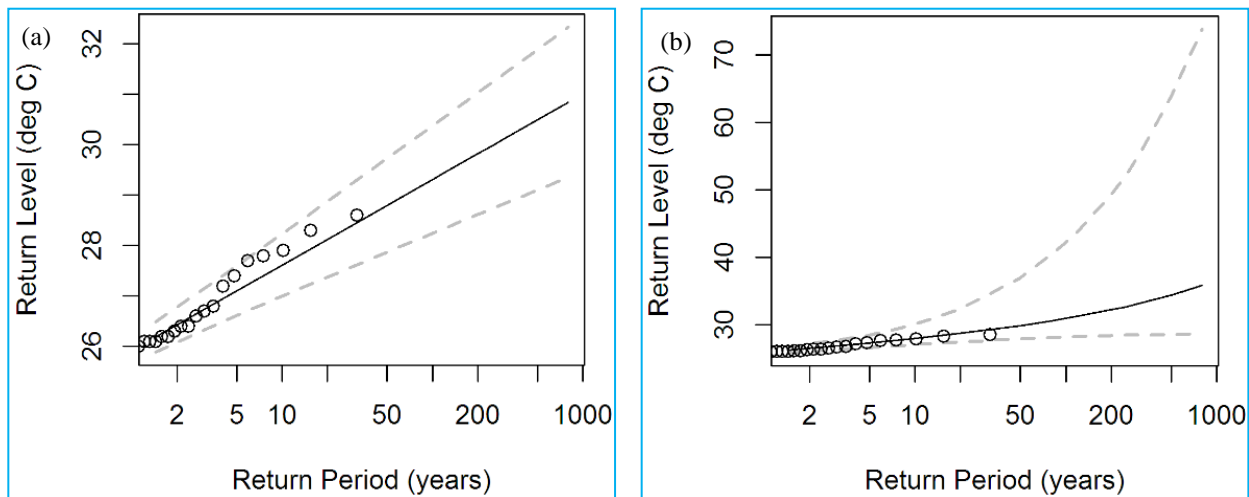 (a)
Return Level (deg C)
32
30
28
26
2 5 10 50 200 1000
Return Period (years)
(b)
Return Level (deg C)
70
60
50
40
30
2 5 10 50 200 1000
Return Period (years)